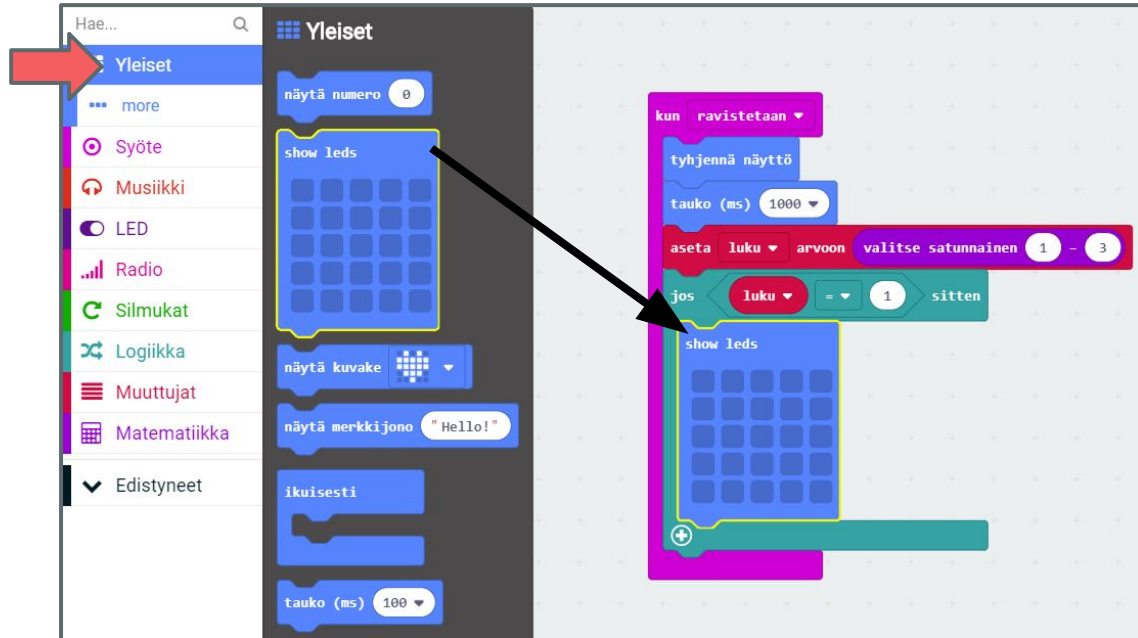 Hae...
Yleiset
more
Syöte
Musiikki
LED
Radio
Silmukat
Logiikka
Muuttujat
Matematiikka
Edistyneet
Yleiset
näytä numero 0
show leds
näytä kuvake
näytä merkkijono "Hello!"
ikuisesti
tauko (ms) 100
kun ravistetaan
tyhjennä näyttö
tauko (ms) 1000
aseta luku arvoon valitse satunnainen 1 - 3
jos luku = 1 sitten
show leds